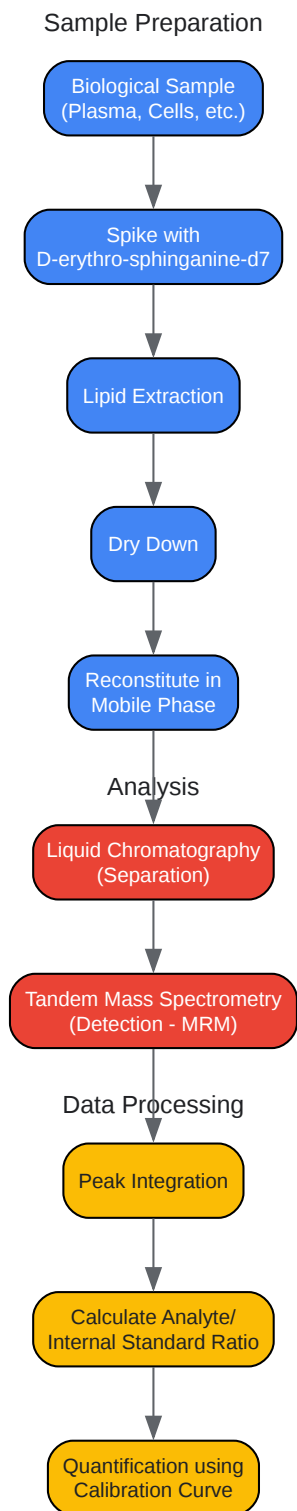 Sample Preparation
Biological Sample
(Plasma, Cells, etc.)
Spike with
D-erythro-sphinganine-d7
Lipid Extraction
Dry Down
Reconstitute in
Mobile Phase
Analysis
Liquid Chromatography
(Separation)
Tandem Mass Spectrometry
(Detection - MRM)
Data Processing
Peak Integration
Calculate Analyte/
Internal Standard Ratio
Quantification using
Calibration Curve